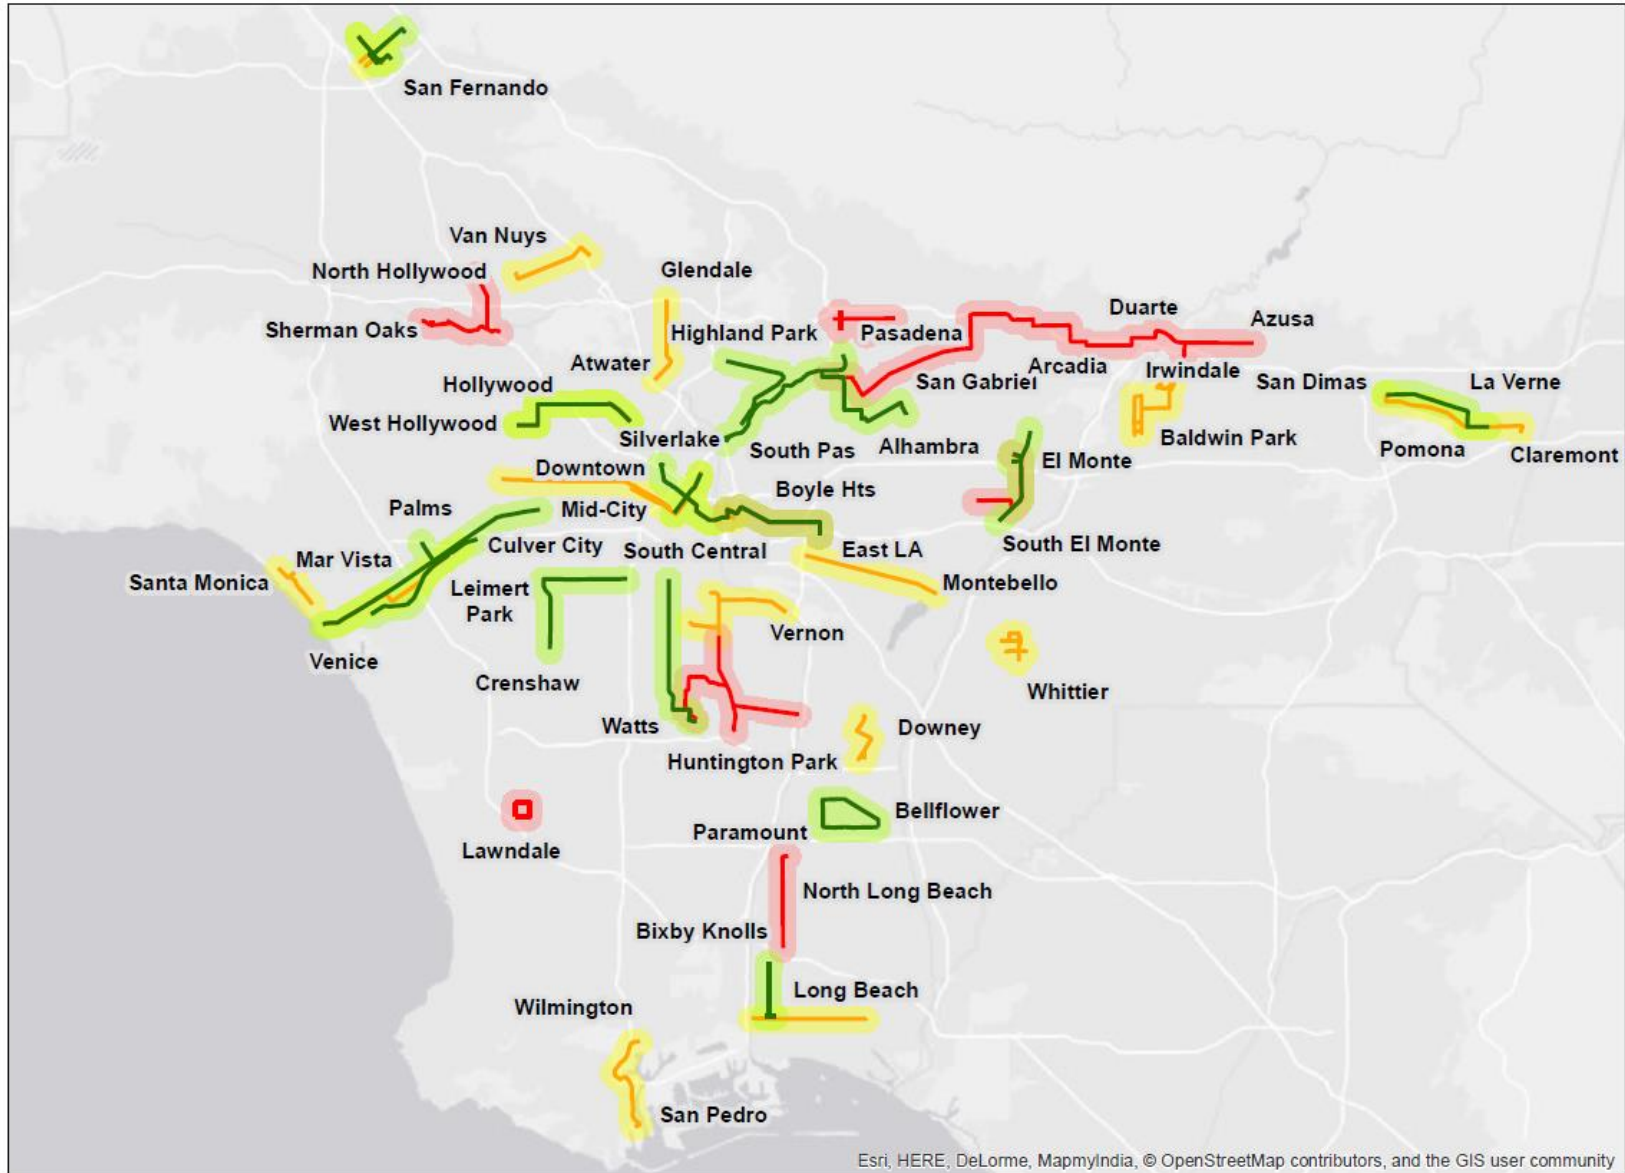 San Fernando
Van Nuys
North Hollywood
Glendale
Sherman Oaks
Highland Park
Pasadena
Duarte
Azusa
Atwater
San Gabriel
Arcadia
Irwindale
Hollywood
San Dimas
La Verne
West Hollywood
Silverlake
South Pas
Alhambra
Baldwin Park
Pomona
Claremont
Downtown
El Monte
Boyle Hts
Palms
Mid-City
Culver City
South Central
East LA
South El Monte
Mar Vista
Santa Monica
Leimert
Park
Montebello
Vernon
Venice
Crenshaw
Whittier
Watts
Downey
Huntington Park
Bellflower
Paramount
Lawndale
North Long Beach
Bixby Knolls
Long Beach
Wilmington
San Pedro
Esri, HERE, DeLorme, MapmyIndia, © OpenStreetMap contributors, and the GIS user community